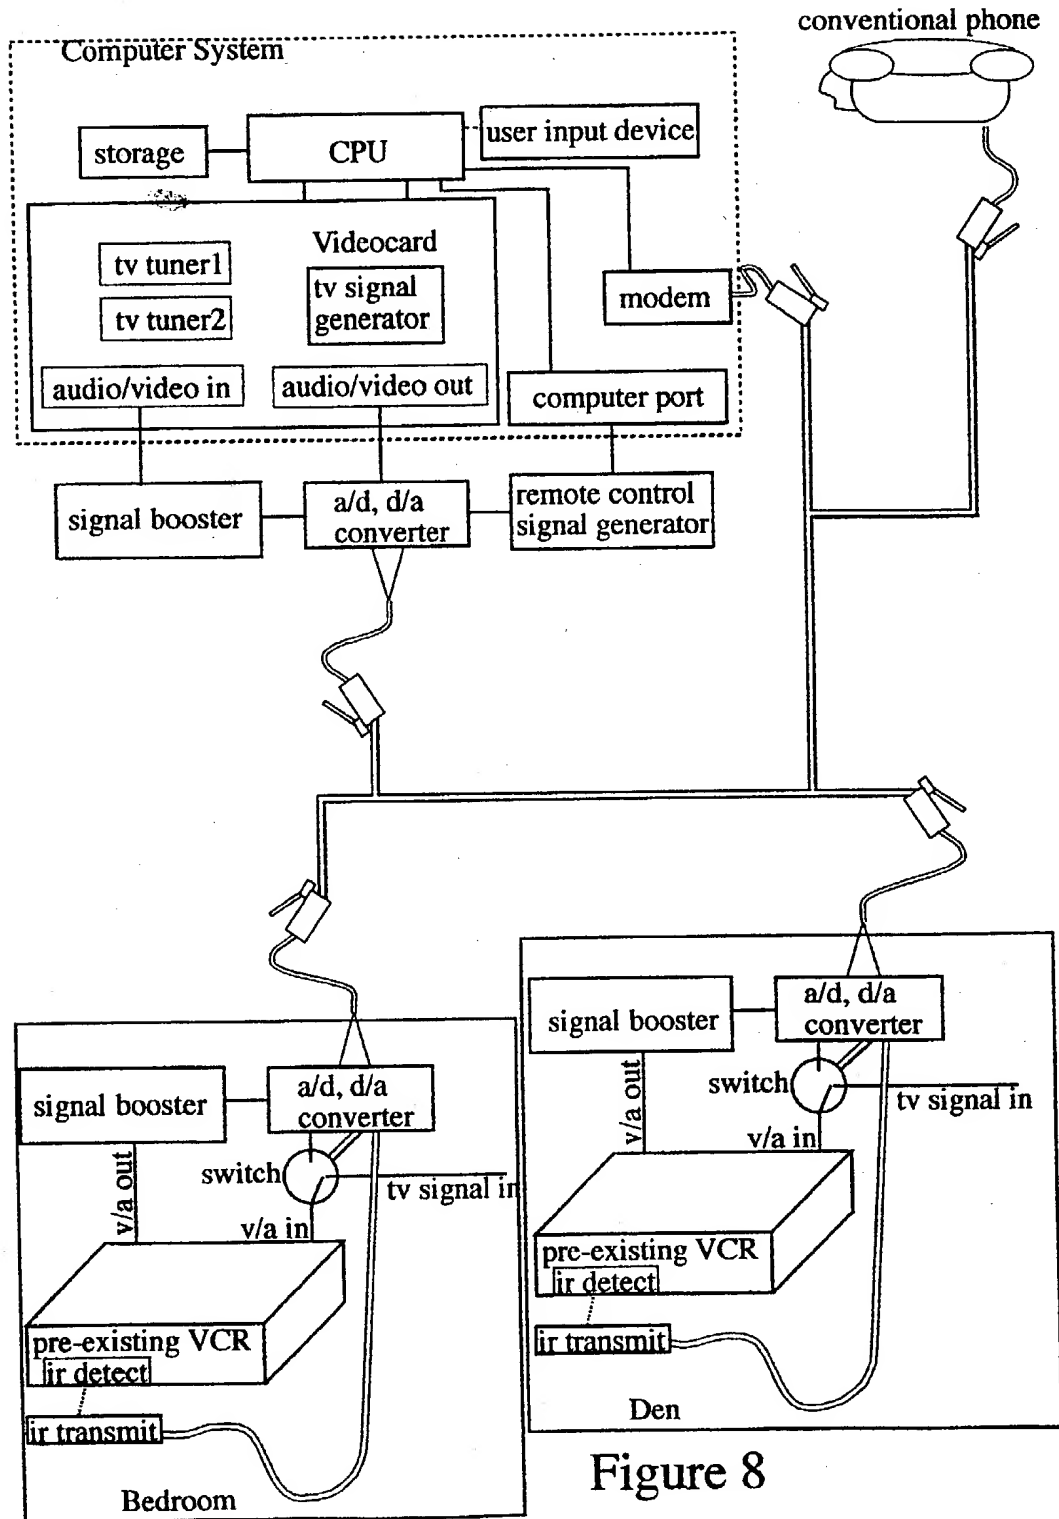 conventional phone
Computer System
storage
CPU
user input device
Videocard
tv tuner1
tv tuner2
tv signal
generator
modem
audio/video in
audio/video out
computer port
signal booster
a/d, d/a
converter
remote control
signal generator
signal booster
a/d, d/a
converter
switch
tv signal in
v/a out
v/a in
pre-existing VCR
ir detect
ir transmit
Den
signal booster
a/d, d/a
converter
switch
tv signal in
v/a out
v/a in
pre-existing VCR
ir detect
ir transmit
Bedroom
Figure 8